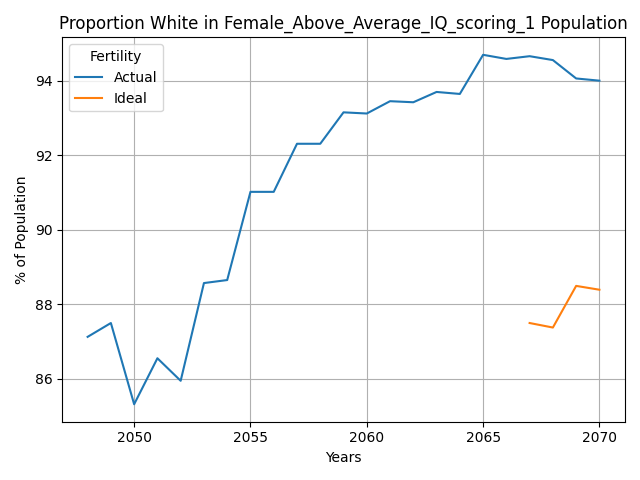 Proportion White in Female_Above_Average_IQ_scoring_1 Population
Fertility
Actual
Ideal
94
92
90
88
86
% of Population
2050
2055
2060
2065
2070
Years